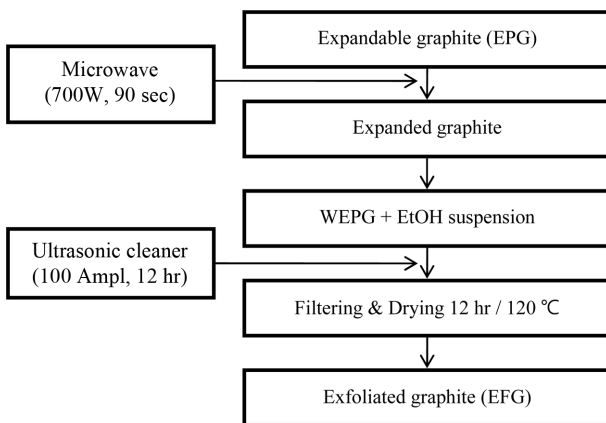 Expandable graphite (EPG)
Microwave
(700W, 90 sec)
Expanded graphite
WEPG + EtOH suspension
Ultrasonic cleaner
(100 Ampl, 12 hr)
Filtering & Drying 12 hr / 120 ℃
Exfoliated graphite (EFG)